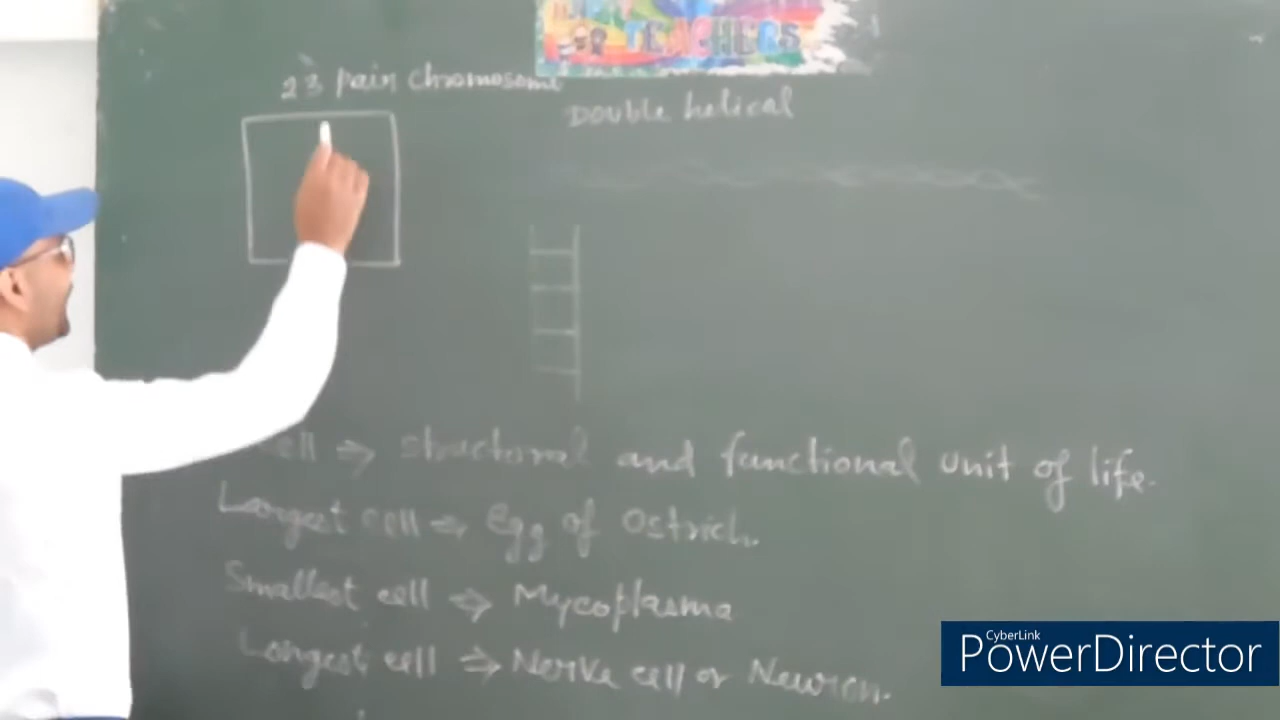 TEACHERS
23 pair chromosome
Double helical
cell ⇒ structural and functional unit of life.
Largest cell ⇒ Egg of Ostrich.
Smallest cell ⇒ Mycoplasma
Longest cell ⇒ Nerve cell or Neuron.
CyberLink
PowerDirector